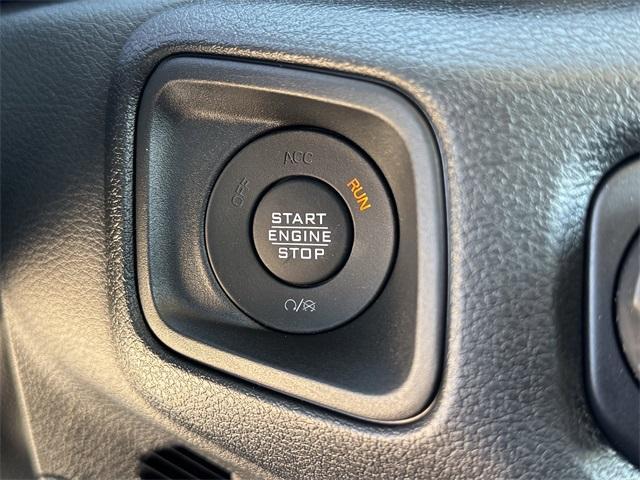 OFF
ACC
RUN
START
ENGINE
STOP